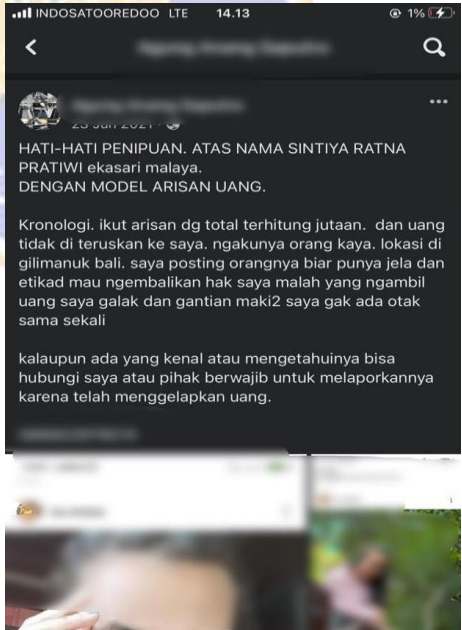 INDOSATOOREDOO LTE 14.13 1%
HATI-HATI PENIPUAN. ATAS NAMA SINTIYA RATNA
PRATIWI ekasari malaya.
DENGAN MODEL ARISAN UANG.
Kronologi. ikut arisan dg total terhitung jutaan. dan uang
tidak di teruskan ke saya. ngakunya orang kaya. lokasi di
gilimanuk bali. saya posting orangnya biar punya jela dan
etikad mau ngembalikan hak saya malah yang ngambil
uang saya galak dan gantian maki2 saya gak ada otak
sama sekali
kalaupun ada yang kenal atau mengetahuinya bisa
hubungi saya atau pihak berwajib untuk melaporkannya
karena telah menggelapkan uang.